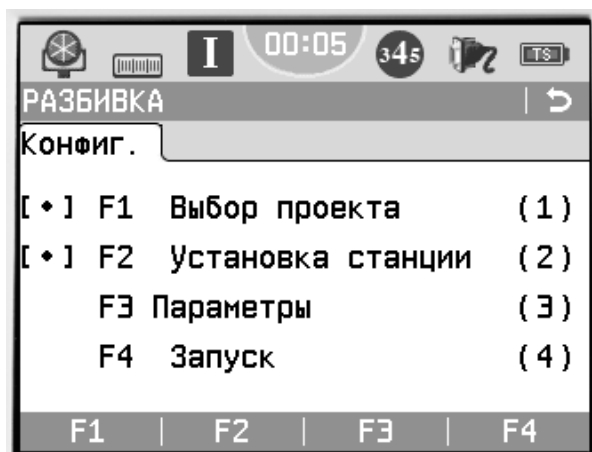 I 00:05 345 TS
РАЗБИВКА
Конфиг.
[•] F1 Выбор проекта (1)
[•] F2 Установка станции (2)
F3 Параметры (3)
F4 Запуск (4)
F1 | F2 | F3 | F4